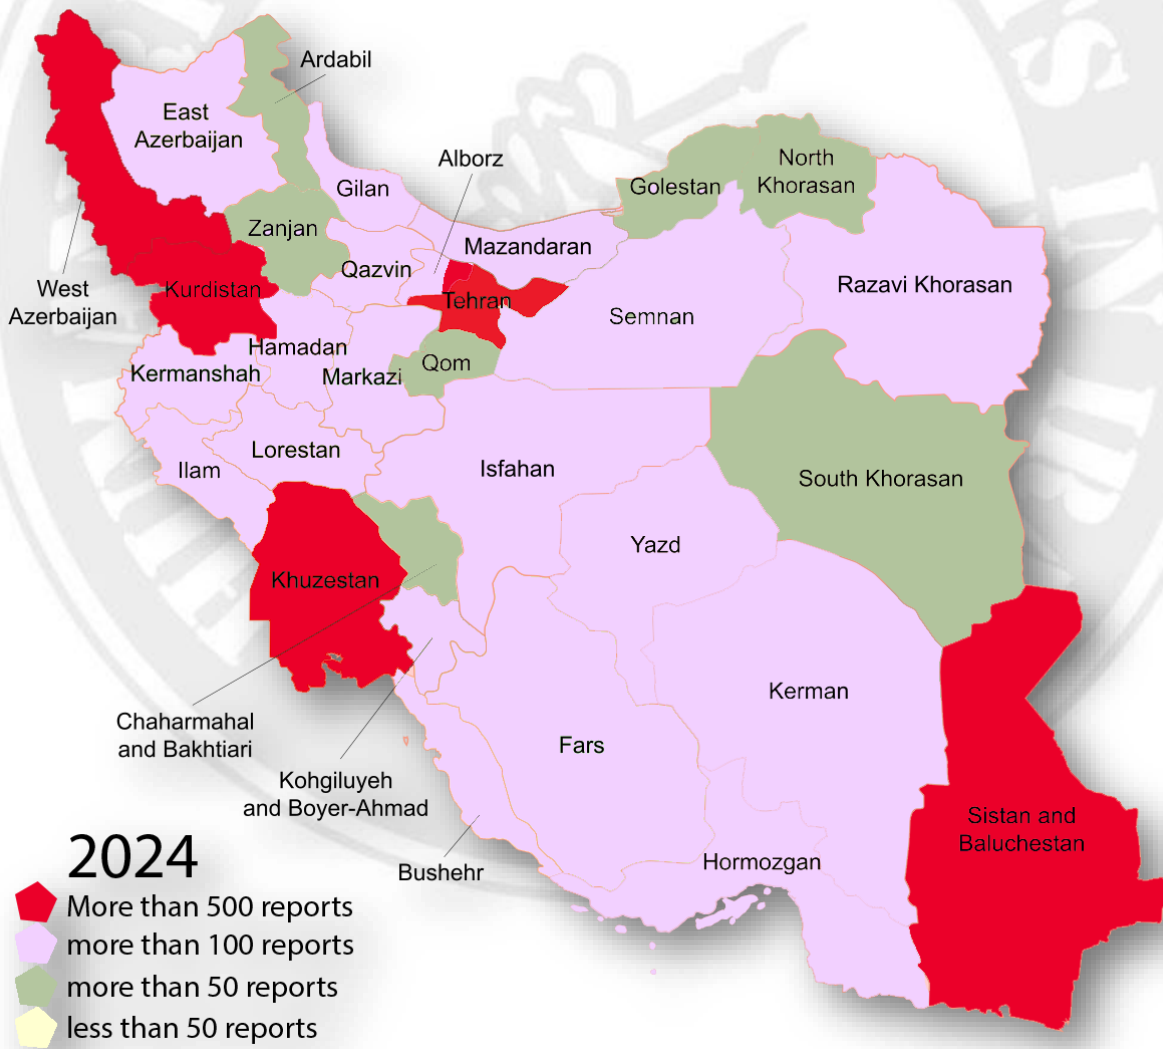 Ardabil
East
Azerbaijan
Alborz
North
Khorasan
Golestan
Gilan
Zanjan
Mazandaran
Qazvin
Razavi Khorasan
West
Azerbaijan
Kurdistan
Tehran
Semnan
Hamadan
Kermanshah
Markazi
Qom
Lorestan
Ilam
Isfahan
South Khorasan
Yazd
Khuzestan
Kerman
Chaharmahal
and Bakhtiari
Fars
Kohgiluyeh
and Boyer-Ahmad
Sistan and
Baluchestan
Bushehr
Hormozgan
2024
More than 500 reports
more than 100 reports
more than 50 reports
less than 50 reports